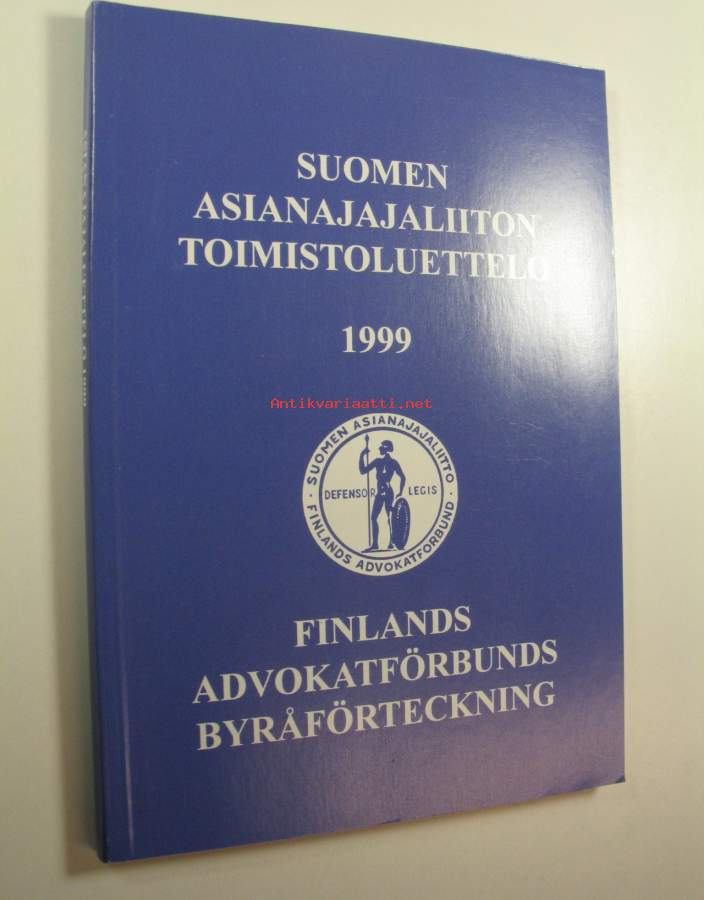 SUOMEN
ASIANAJAJALIITON
TOIMISTOLUETTELO
1999
Antikvariaatti.net
· SUOMEN ASIANAJAJALIITTO ·
DEFENSOR LEGIS
FINLANDS ADVOKATFÖRBUND
FINLANDS
ADVOKATFÖRBUNDS
BYRÅFÖRTECKNING